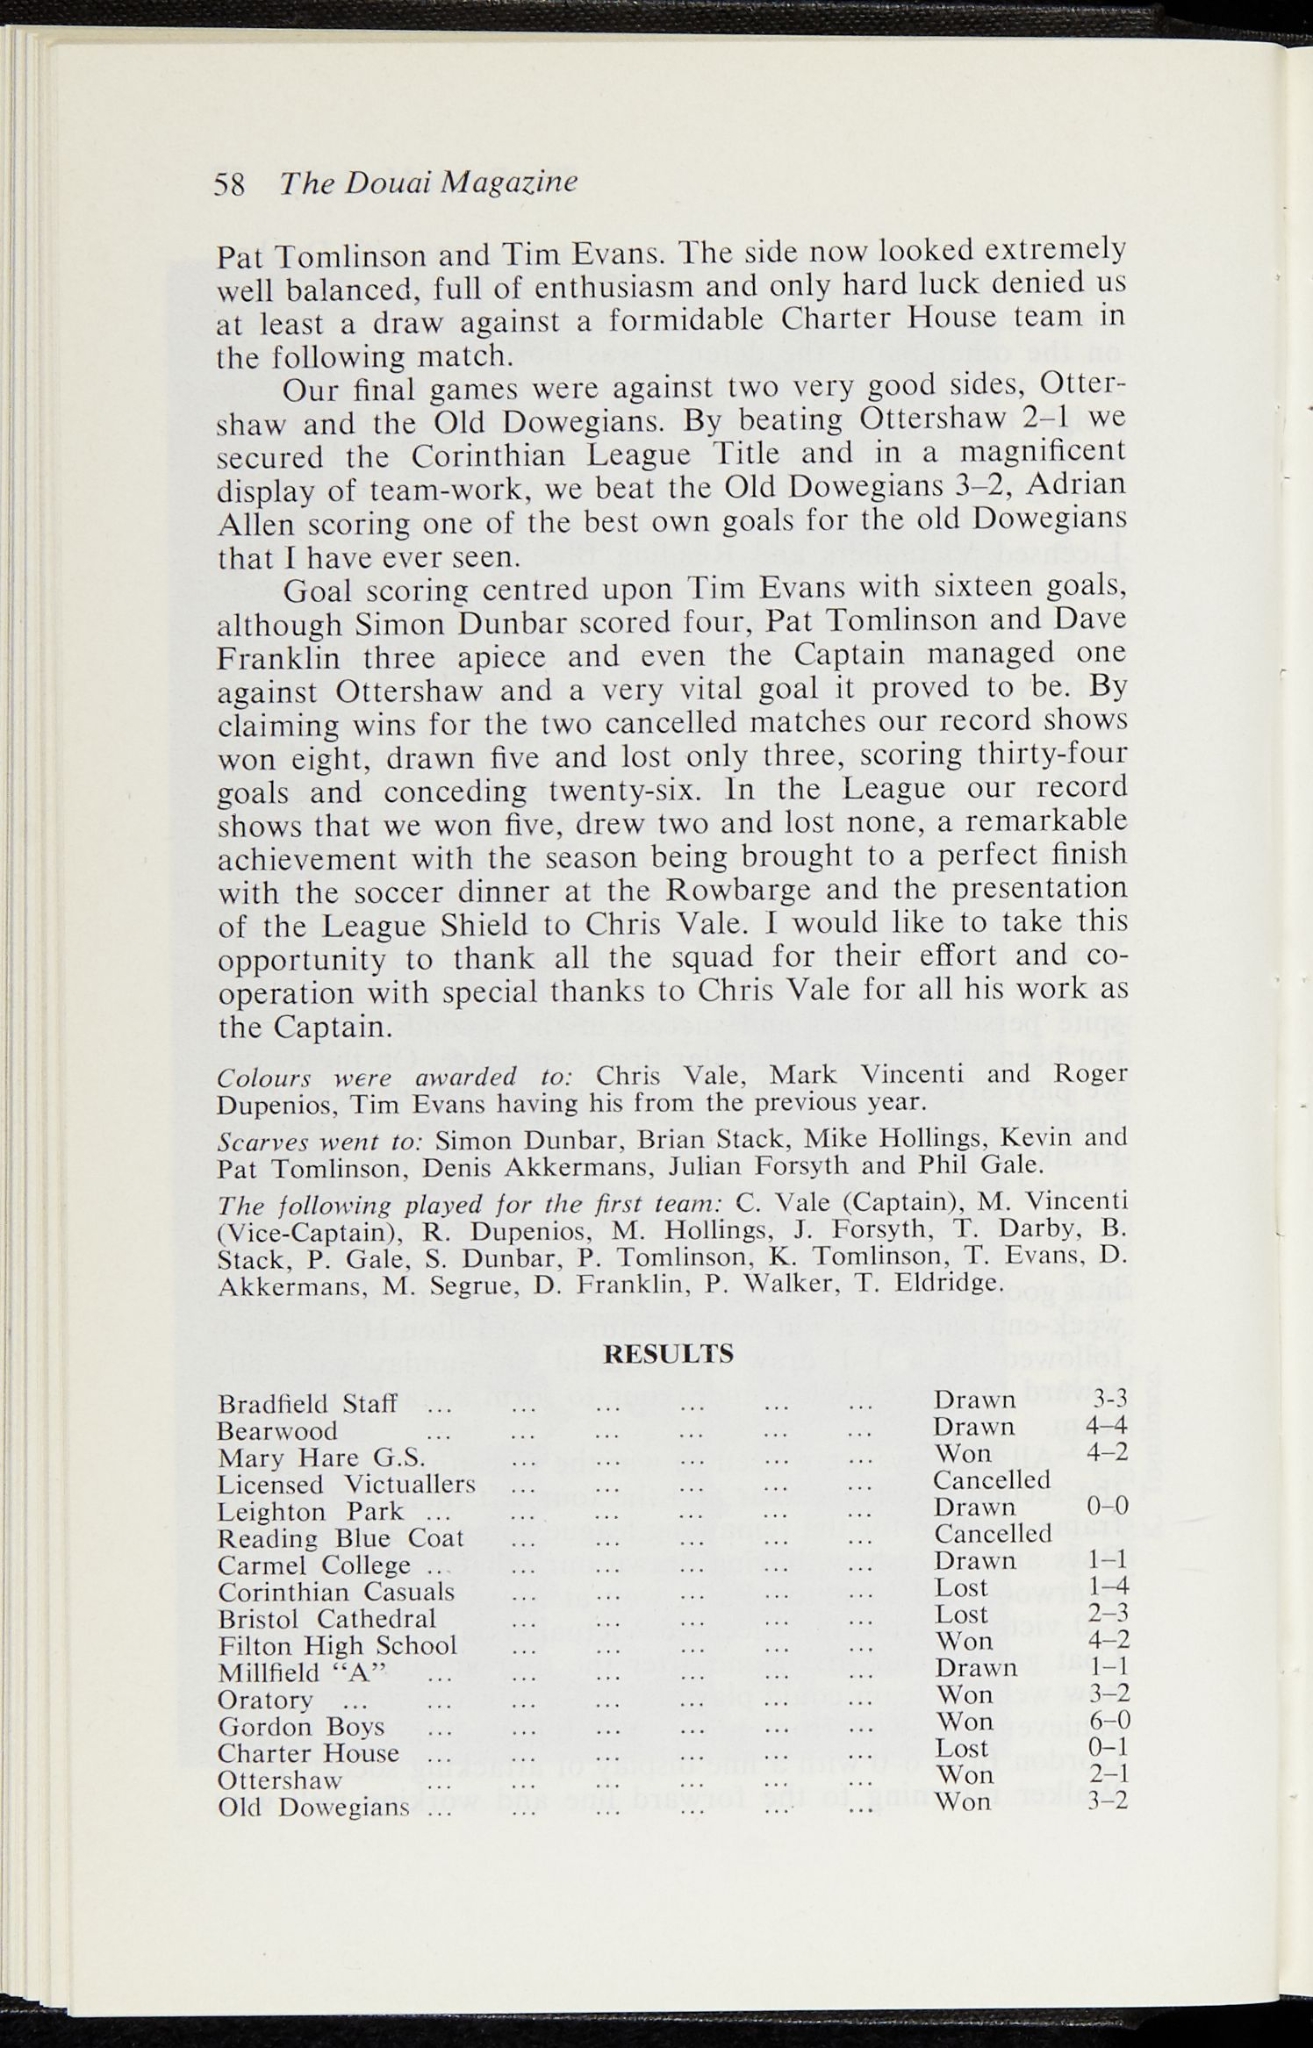 58 The Douai Magazine
Pat Tomlinson and Tim Evans. The side now looked extremely
well balanced, full of enthusiasm and only hard luck denied us
at least a draw against a formidable Charter House team in
the following match.
Our final games were against two very good sides, Otter-
shaw and the Old Dowegians. By beating Ottershaw 2–1 we
secured the Corinthian League Title and in a magnificent
display of team-work, we beat the Old Dowegians 3–2, Adrian
Allen scoring one of the best own goals for the old Dowegians
that I have ever seen.
Goal scoring centred upon Tim Evans with sixteen goals,
although Simon Dunbar scored four, Pat Tomlinson and Dave
Franklin three apiece and even the Captain managed one
against Ottershaw and a very vital goal it proved to be. By
claiming wins for the two cancelled matches our record shows
won eight, drawn five and lost only three, scoring thirty-four
goals and conceding twenty-six. In the League our record
shows that we won five, drew two and lost none, a remarkable
achievement with the season being brought to a perfect finish
with the soccer dinner at the Rowbarge and the presentation
of the League Shield to Chris Vale. I would like to take this
opportunity to thank all the squad for their effort and co-
operation with special thanks to Chris Vale for all his work as
the Captain.
Colours were awarded to: Chris Vale, Mark Vincenti and Roger
Dupenios, Tim Evans having his from the previous year.
Scarves went to: Simon Dunbar, Brian Stack, Mike Hollings, Kevin and
Pat Tomlinson, Denis Akkermans, Julian Forsyth and Phil Gale.
The following played for the first team: C. Vale (Captain), M. Vincenti
(Vice-Captain), R. Dupenios, M. Hollings, J. Forsyth, T. Darby, B.
Stack, P. Gale, S. Dunbar, P. Tomlinson, K. Tomlinson, T. Evans, D.
Akkermans, M. Segrue, D. Franklin, P. Walker, T. Eldridge.
RESULTS
Bradfield Staff ... ... ... ... ... ... Drawn 3-3
Bearwood ... ... ... ... ... ... Drawn 4–4
Mary Hare G.S. ... ... ... ... ... Won 4–2
Licensed Victuallers ... ... ... ... ... Cancelled
Leighton Park ... ... ... ... ... ... Drawn 0–0
Reading Blue Coat ... ... ... ... ... Cancelled
Carmel College ... ... ... ... ... ... Drawn 1–1
Corinthian Casuals ... ... ... ... ... Lost 1–4
Bristol Cathedral ... ... ... ... ... Lost 2–3
Filton High School ... ... ... ... ... Won 4–2
Millfield “A” ... ... ... ... ... ... Drawn 1–1
Oratory ... ... ... ... ... ... ... Won 3–2
Gordon Boys ... ... ... ... ... ... Won 6–0
Charter House ... ... ... ... ... ... Lost 0–1
Ottershaw ... ... ... ... ... ... Won 2–1
Old Dowegians ... ... ... ... ... ... Won 3–2